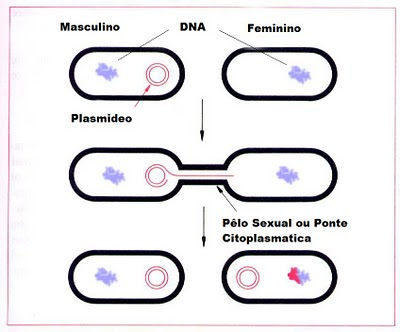 Masculino
DNA
Feminino
Plasmideo
Pêlo Sexual ou Ponte
Citoplasmatica